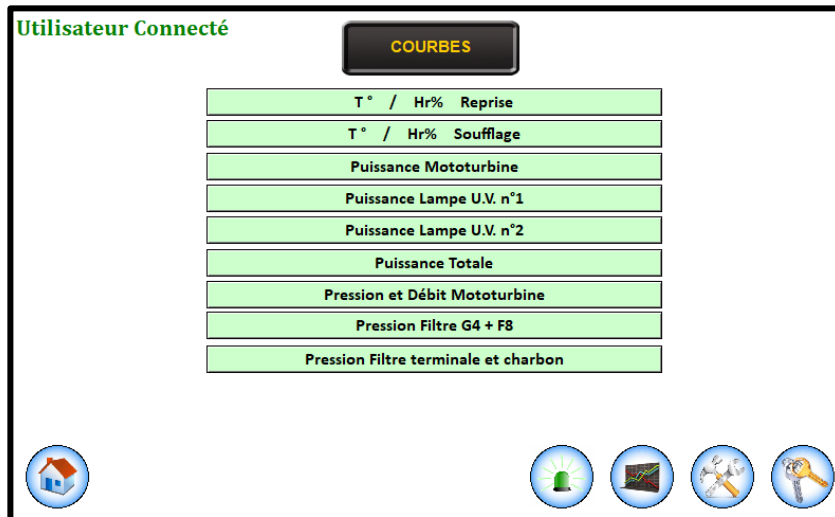 Utilisateur Connecté
COURBES
T° / Hr% Reprise
T° / Hr% Soufflage
Puissance Mototurbine
Puissance Lampe U.V. n°1
Puissance Lampe U.V. n°2
Puissance Totale
Pression et Débit Mototurbine
Pression Filtre G4 + F8
Pression Filtre terminale et charbon